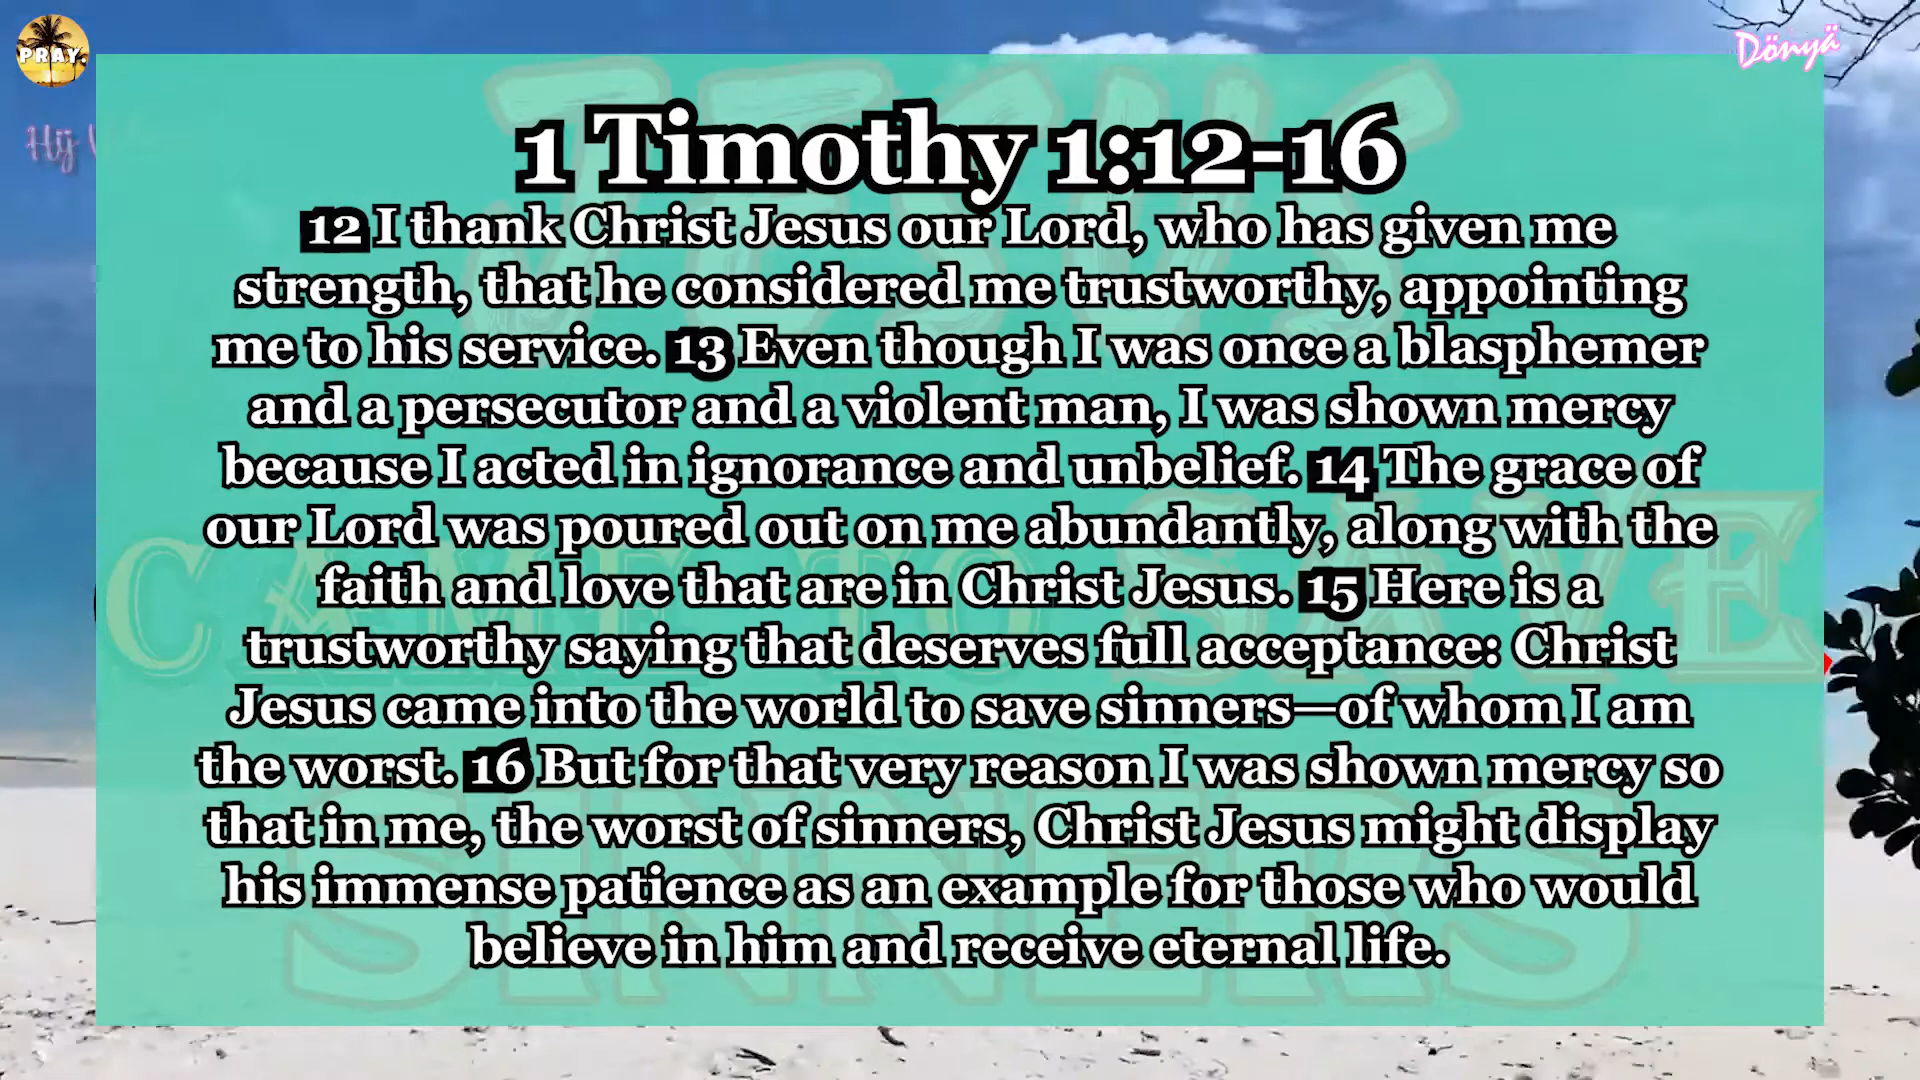 PRAY.
Dönyä
Hij
JESUS
1 Timothy 1:12-16
12 I thank Christ Jesus our Lord, who has given me
strength, that he considered me trustworthy, appointing
me to his service. 13 Even though I was once a blasphemer
and a persecutor and a violent man, I was shown mercy
because I acted in ignorance and unbelief. 14 The grace of
our Lord was poured out on me abundantly, along with the
faith and love that are in Christ Jesus. 15 Here is a
trustworthy saying that deserves full acceptance: Christ
Jesus came into the world to save sinners—of whom I am
the worst. 16 But for that very reason I was shown mercy so
that in me, the worst of sinners, Christ Jesus might display
his immense patience as an example for those who would
believe in him and receive eternal life.
CAME TO SAVE
SINNERS